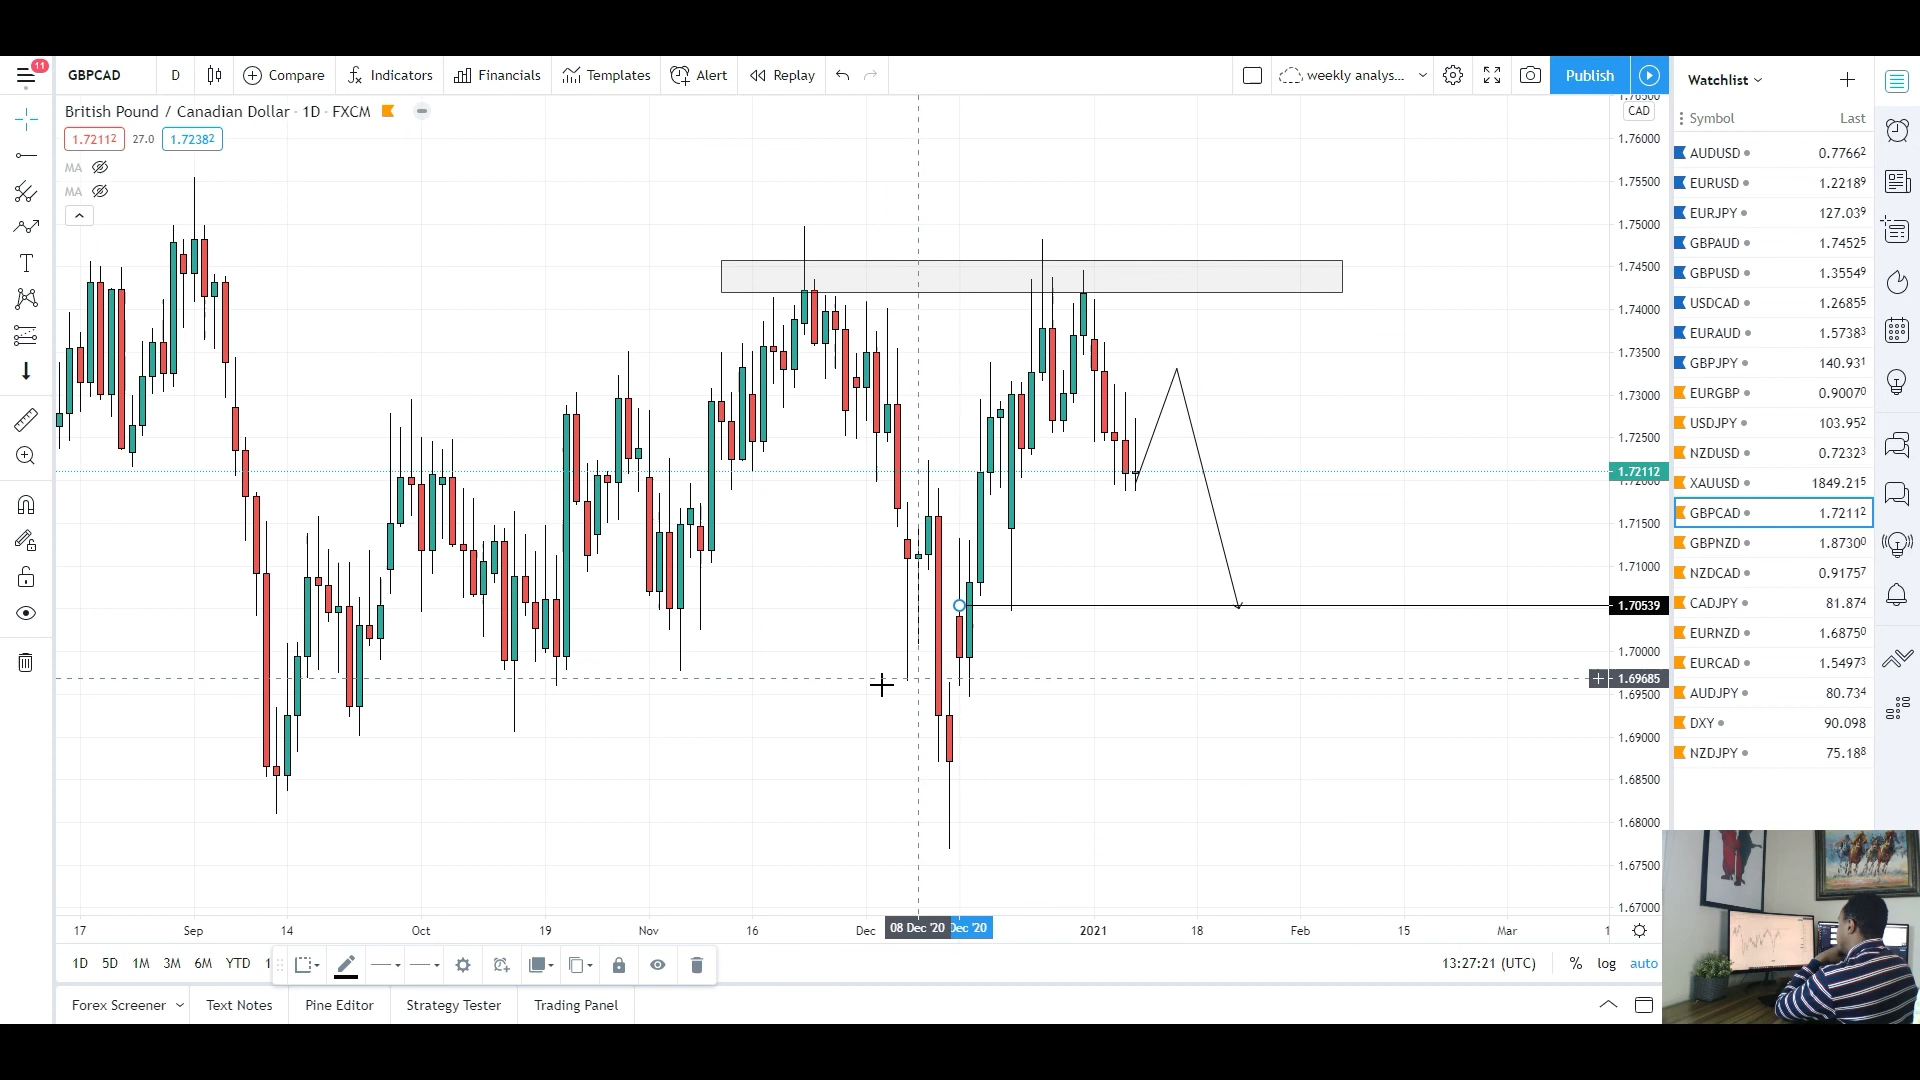 11
GBPCAD D Compare Indicators Financials Templates Alert Replay weekly analys... Publish
British Pound / Canadian Dollar · 1D · FXCM
1.72112 27.0 1.72382
MA
MA
CAD
1.76500
1.76000
1.75500
1.75000
1.74500
1.74000
1.73500
1.73000
1.72500
1.72112
1.72000
1.71500
1.71000
1.70539
1.70000
1.69685
1.69500
1.69000
1.68500
1.68000
1.67500
1.67000
17 Sep 14 Oct 19 Nov 16 Dec 08 Dec '20 Dec '20 2021 18 Feb 15 Mar 1
1D 5D 1M 3M 6M YTD 1 13:27:21 (UTC) % log auto
Forex Screener Text Notes Pine Editor Strategy Tester Trading Panel
Watchlist
Symbol Last
AUDUSD 0.77662
EURUSD 1.22189
EURJPY 127.039
GBPAUD 1.74525
GBPUSD 1.35549
USDCAD 1.26855
EURAUD 1.57383
GBPJPY 140.931
EURGBP 0.90070
USDJPY 103.952
NZDUSD 0.72323
XAUUSD 1849.215
GBPCAD 1.72112
GBPNZD 1.87300
NZDCAD 0.91757
CADJPY 81.874
EURNZD 1.68750
EURCAD 1.54973
AUDJPY 80.734
DXY 90.098
NZDJPY 75.188